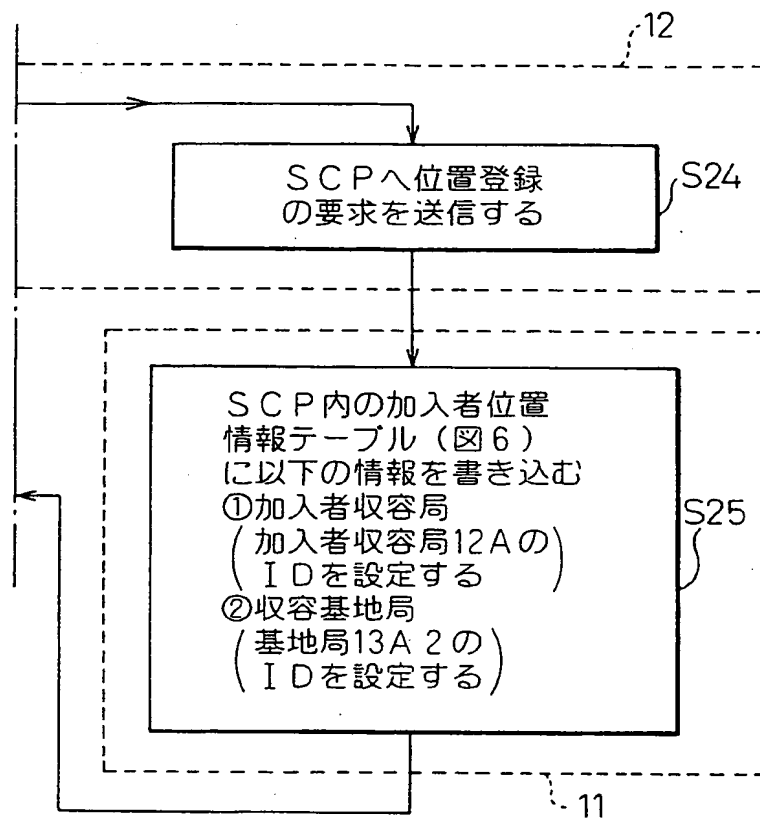 12
SCPへ位置登録
の要求を送信する
S24
SCP内の加入者位置
情報テーブル(図6)
に以下の情報を書き込む
①加入者収容局
(加入者収容局12Aの
IDを設定する)
②収容基地局
(基地局13A2の
IDを設定する)
S25
11